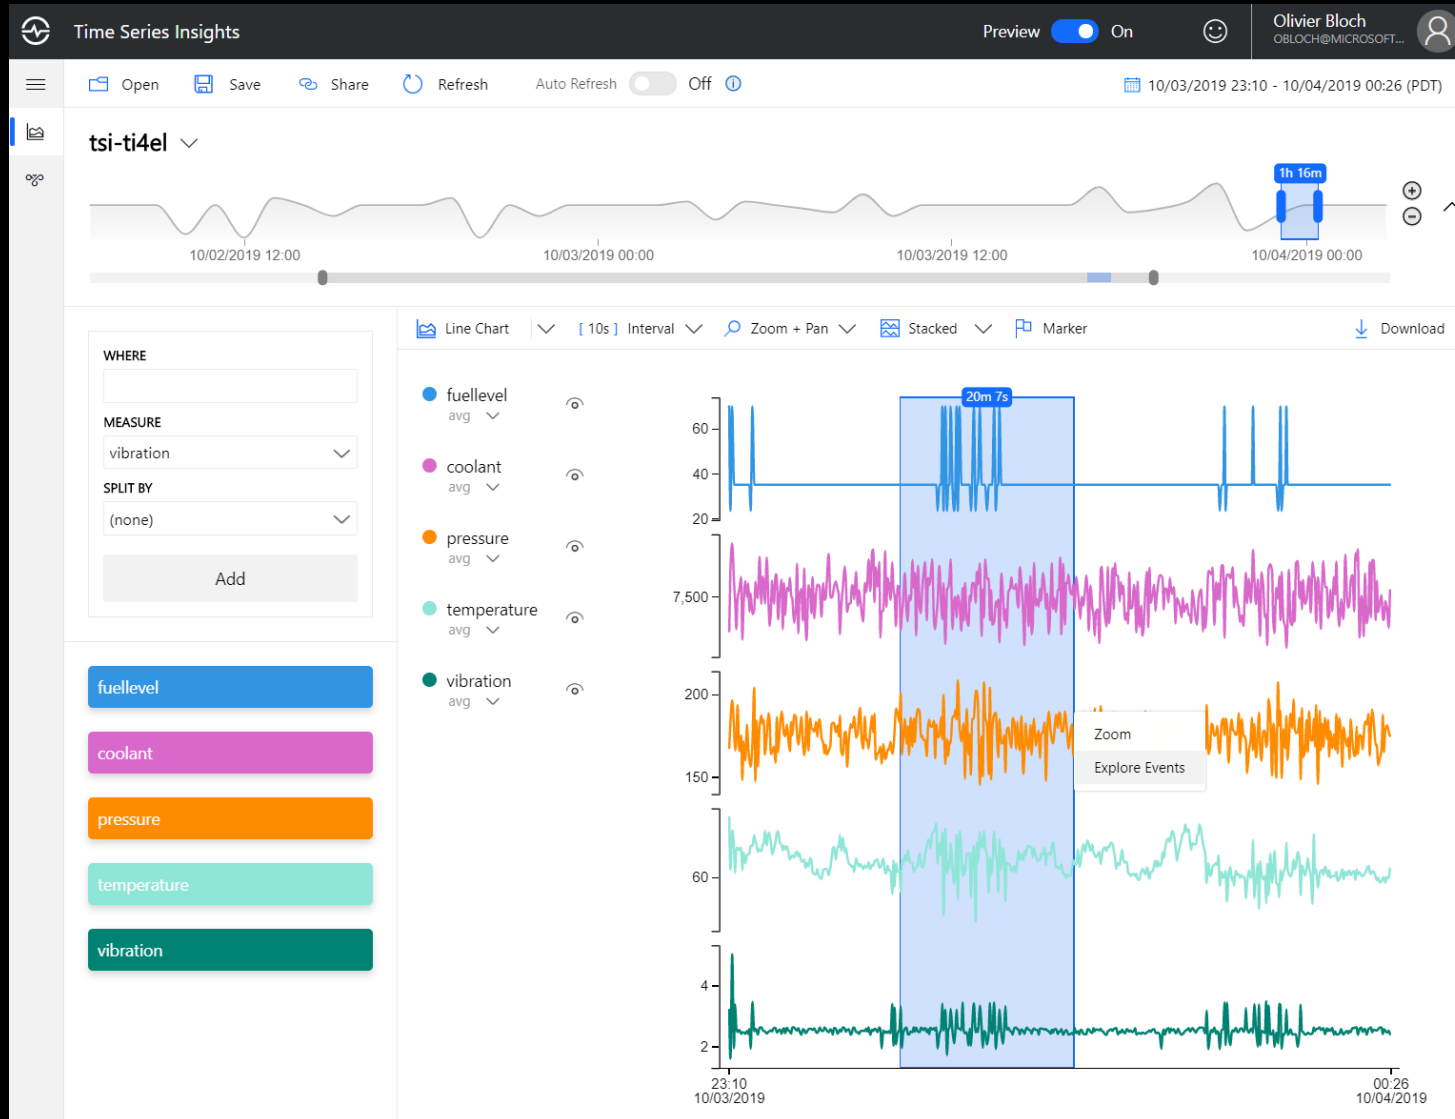 Time Series Insights
Preview On
Olivier Bloch
OBLOCH@MICROSOFT...
Open Save Share Refresh Auto Refresh Off 10/03/2019 23:10 - 10/04/2019 00:26 (PDT)
tsi-ti4el
1h 16m
10/02/2019 12:00 10/03/2019 00:00 10/03/2019 12:00 10/04/2019 00:00
WHERE
MEASURE
vibration
SPLIT BY
(none)
Add
fuellevel
coolant
pressure
temperature
vibration
Line Chart [ 10s ] Interval Zoom + Pan Stacked Marker Download
fuellevel
avg
coolant
avg
pressure
avg
temperature
avg
vibration
avg
20m 7s
60
40
20
7,500
200
150
Zoom
Explore Events
60
4
2
23:10 00:26
10/03/2019 10/04/2019